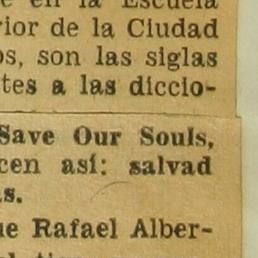 en la Escuela
rior de la Ciudad
os, son las siglas
tes a las diccio-
Save Our Souls,
cen así: salvad
s.
ue Rafael Alber-